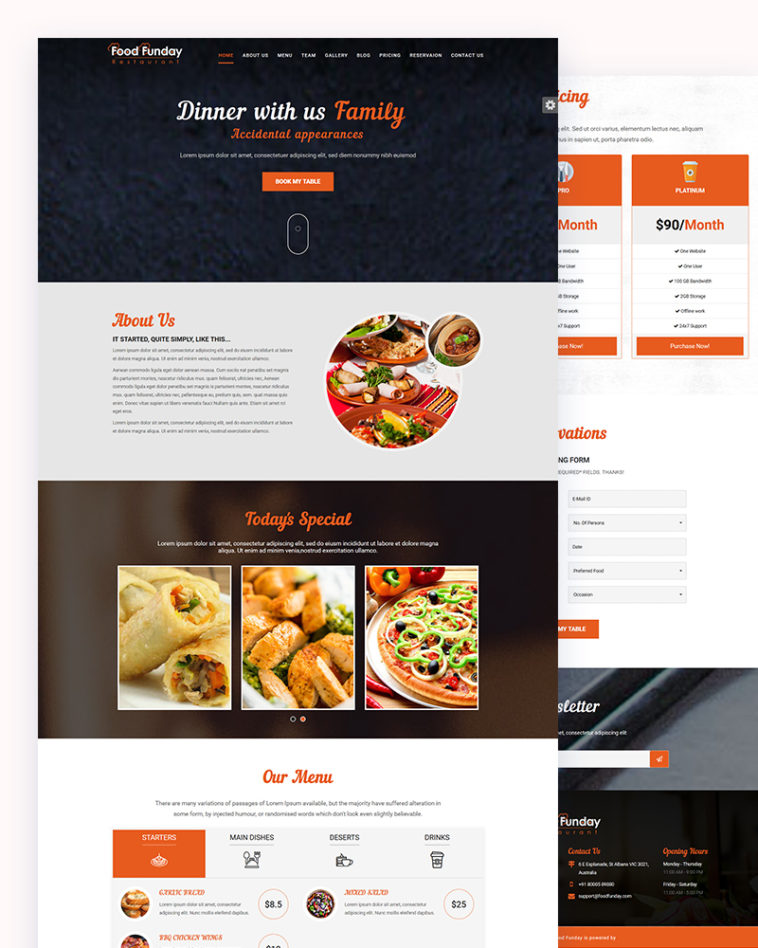 Food Funday
Restaurant
HOME ABOUT US MENU TEAM GALLERY BLOG PRICING RESERVAION CONTACT US
Dinner with us Family
Accidental appearances
Lorem ipsum dolor sit amet, consectetuer adipiscing elit, sed diem nonummy nibh euismod
BOOK MY TABLE
About Us
IT STARTED, QUITE SIMPLY, LIKE THIS...
Lorem ipsum dolor sit amet, consectetur adipiscing elit, sed do eiusm incididunt ut labore
et dolore magna aliqua. Ut enim ad minim venia, nostrud exercitation ullamco.
Aenean commodo ligula eget dolor aenean massa. Cum sociis nat penatibs set magnis
dis parturient montes, nascetur ridiculus mus. quam felisorat, ultricies nec, Aenean
commodo ligula eget dolor penatibs set magnis is parturient montes, nascetur ridiculus
mus. quam felisorat, ultricies nec, pellentesque eu, pretium quis, sem. quat massa quis
enim. Donec vitae sapien ut libero venenatis fauci Nullam quis ante. Etiam sit amet rci
eget eros.
Lorem ipsum dolor sit amet, consectetur adipiscing elit, sed do eiusm incididunt ut labore
et dolore magna aliqua. Ut enim ad minim venia, nostrud exercitation ullamco.
Today's Special
Lorem ipsum dolor sit amet, consectetur adipiscing elit, sed do eiusm incididunt ut labore et dolore magna
aliqua. Ut enim ad minim venia,nostrud exercitation ullamco.
Our Menu
There are many variations of passages of Lorem Ipsum available, but the majority have suffered alteration in
some form, by injected humour, or randomised words which don't look even slightly believable.
STARTERS MAIN DISHES DESERTS DRINKS
GARLIC BREAD
Lorem ipsum dolor sit amet, consectetur
adipiscing elit. Nunc mollis eleifend dapibus.
$8.5
MIXED SALAD
Lorem ipsum dolor sit amet, consectetur
adipiscing elit. Nunc mollis eleifend dapibus.
$25
BBQ CHICKEN WINGS
icing
elit. Sed ut orci varius, elementum lectus nec, aliquam
us in sapien ut, porta pharetra odio.
PRO
Month
Website
One User
GB Bandwidth
GB Storage
ffline work
7 Support
ase Now!
PLATINUM
$90/Month
One Website
One User
100 GB Bandwidth
2GB Storage
Offline work
24x7 Support
Purchase Now!
vations
NG FORM
EQUIRED* FIELDS. THANKS!
E-Mail ID
No. Of Persons
Date
Preferred Food
Occasion
MY TABLE
sletter
et, consectetur adipiscing elit
Funday
urant
Contact Us
6 E Esplanade, St Albans VIC 3021,
Australia
+91 80005 89080
support@foodfunday.com
Opening Hours
Monday - Thursday
11:00 AM - 9:00 PM
Friday - Saturday
11:00 AM - 5:00 PM
od Funday is powered by